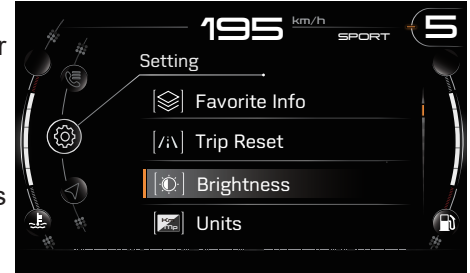 r
s
195 km/h SPORT 5
Setting
Favorite Info
Trip Reset
Brightness
Units